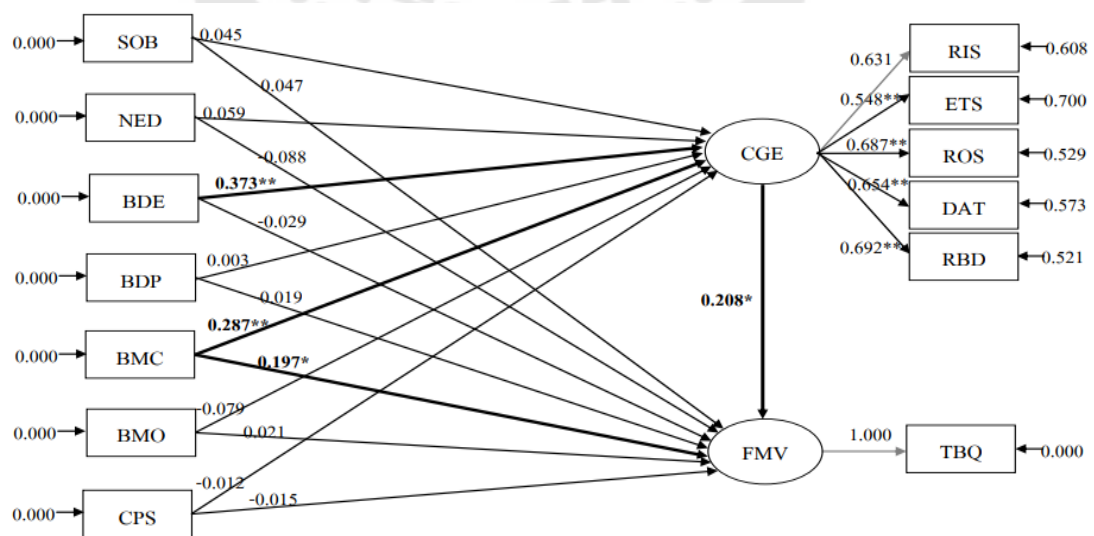 0.000 SOB 0.045
0.047
0.000 NED 0.059
-0.088
0.000 BDE 0.373**
-0.029
0.000 BDP 0.003
0.019
0.000 BMC 0.287**
0.197*
0.000 BMO -0.079
0.021
0.000 CPS -0.012
-0.015
CGE
0.208*
FMV
0.631 RIS 0.608
0.548** ETS 0.700
0.687** ROS 0.529
0.654** DAT 0.573
0.692** RBD 0.521
1.000 TBQ 0.000